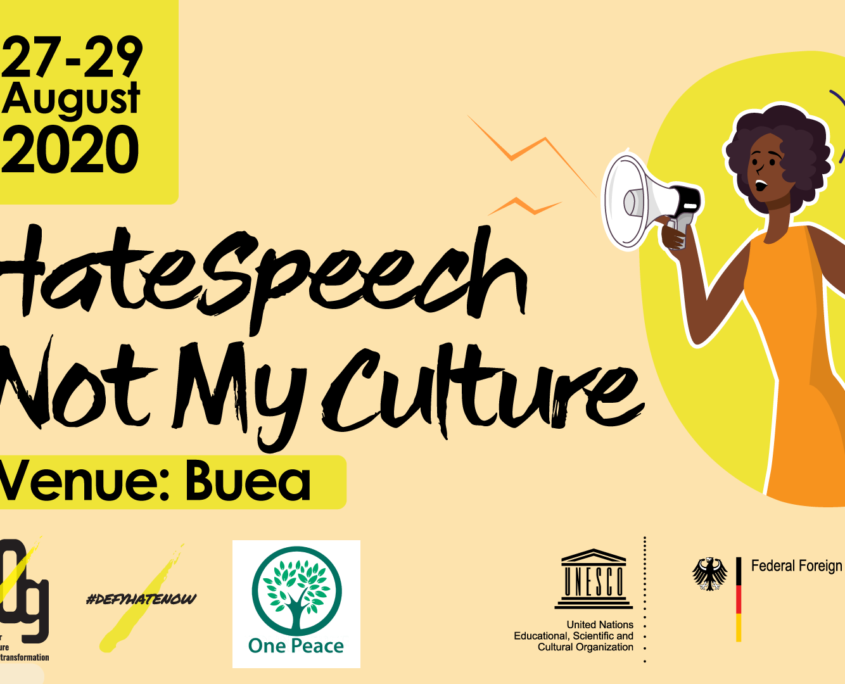 27-29
August
2020
HateSpeech
Not My Culture
Venue: Buea
#DEFYHATENOW
One Peace
UNESCO
United Nations
Educational, Scientific and
Cultural Organization
Federal Foreign
transformation